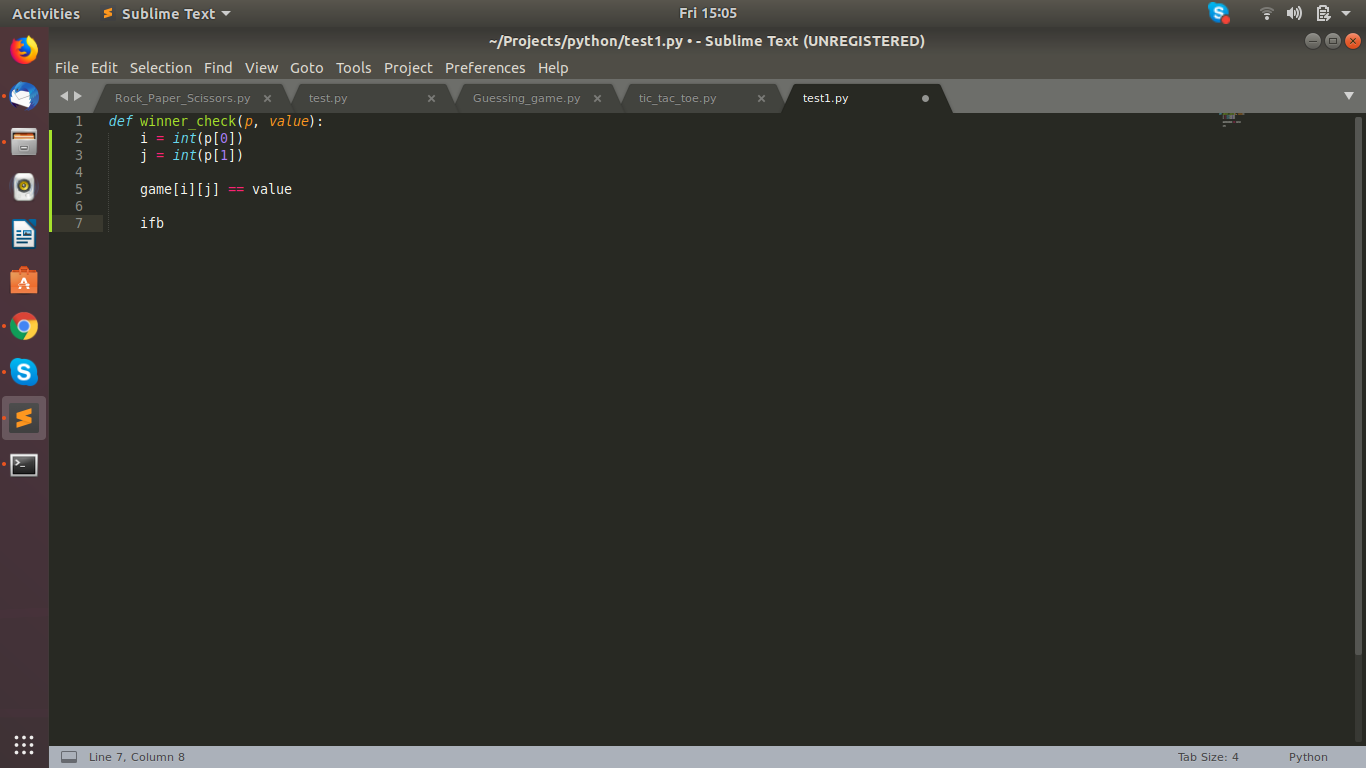 Activities Sublime Text Fri 15:05
~/Projects/python/test1.py • - Sublime Text (UNREGISTERED)
File Edit Selection Find View Goto Tools Project Preferences Help
Rock_Paper_Scissors.py test.py Guessing_game.py tic_tac_toe.py test1.py
1 def winner_check(p, value):
2 i = int(p[0])
3 j = int(p[1])
4
5 game[i][j] == value
6
7 ifb
Line 7, Column 8 Tab Size: 4 Python